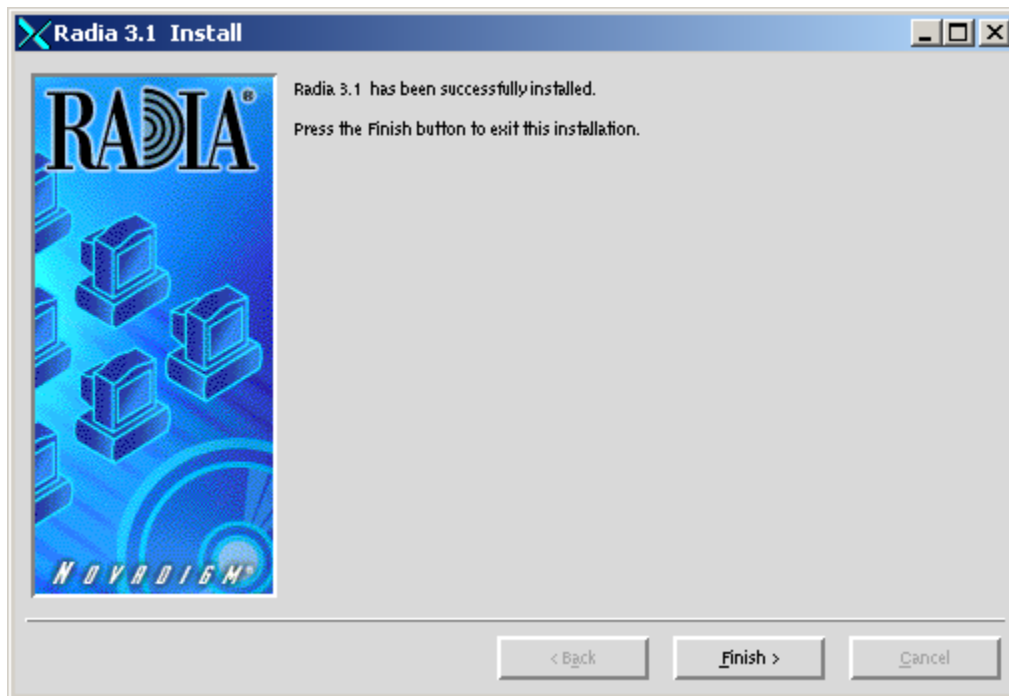 Radia 3.1 Install
RADIA®
Radia 3.1 has been successfully installed.
Press the Finish button to exit this installation.
NOVADIGM®
< Back
Finish >
Cancel